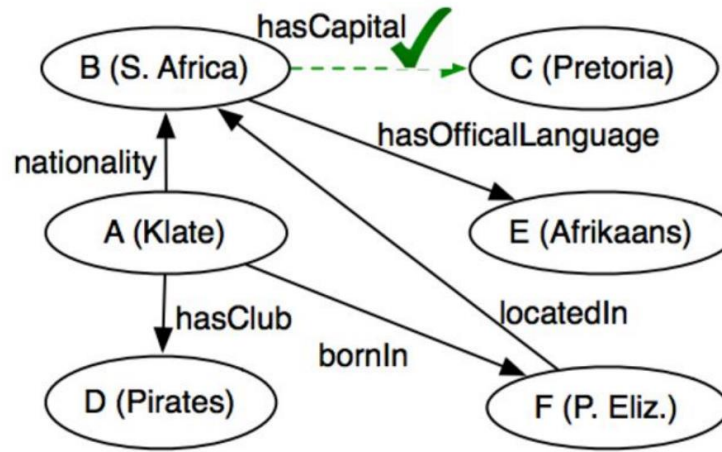 hasCapital
B (S. Africa)
C (Pretoria)
hasOfficalLanguage
nationality
A (Klate)
E (Afrikaans)
hasClub
locatedIn
bornIn
D (Pirates)
F (P. Eliz.)